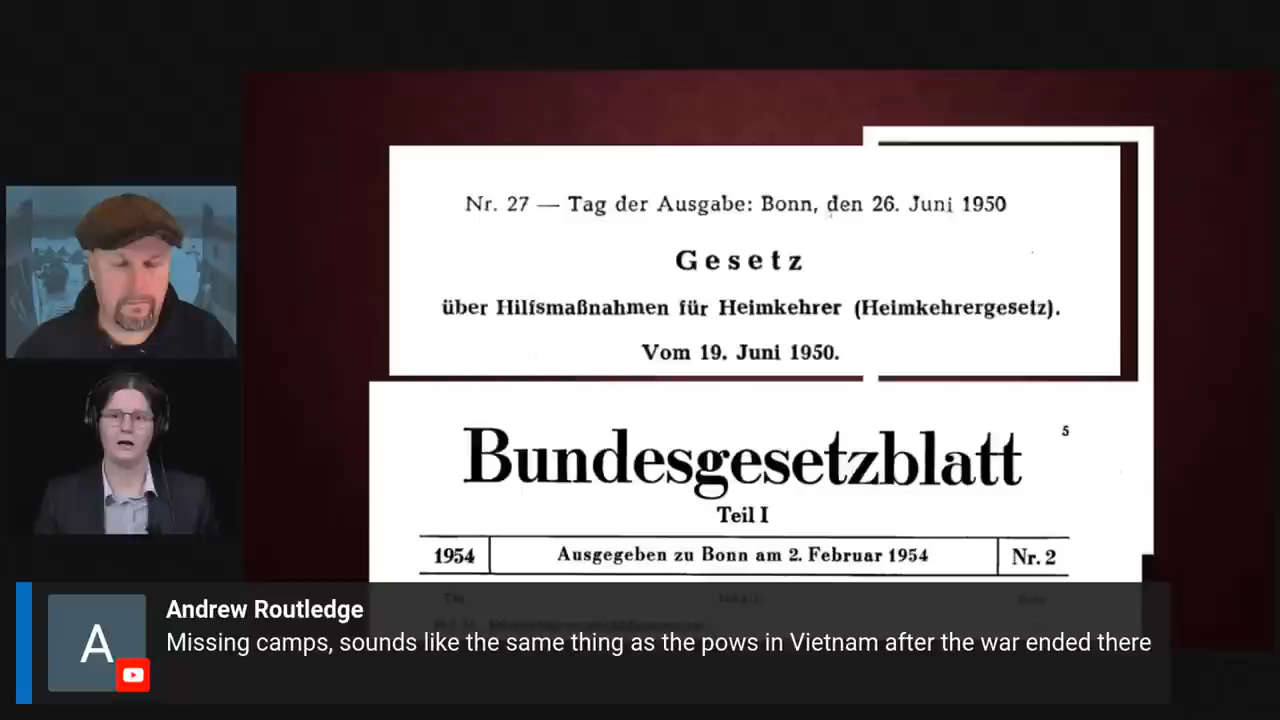 Nr. 27 — Tag der Ausgabe: Bonn, den 26. Juni 1950
Gesetz
über Hilfsmaßnahmen für Heimkehrer (Heimkehrergesetz).
Vom 19. Juni 1950.
5
Bundesgesetzblatt
Teil I
1954 Ausgegeben zu Bonn am 2. Februar 1954 Nr. 2
A
Andrew Routledge
Missing camps, sounds like the same thing as the pows in Vietnam after the war ended there